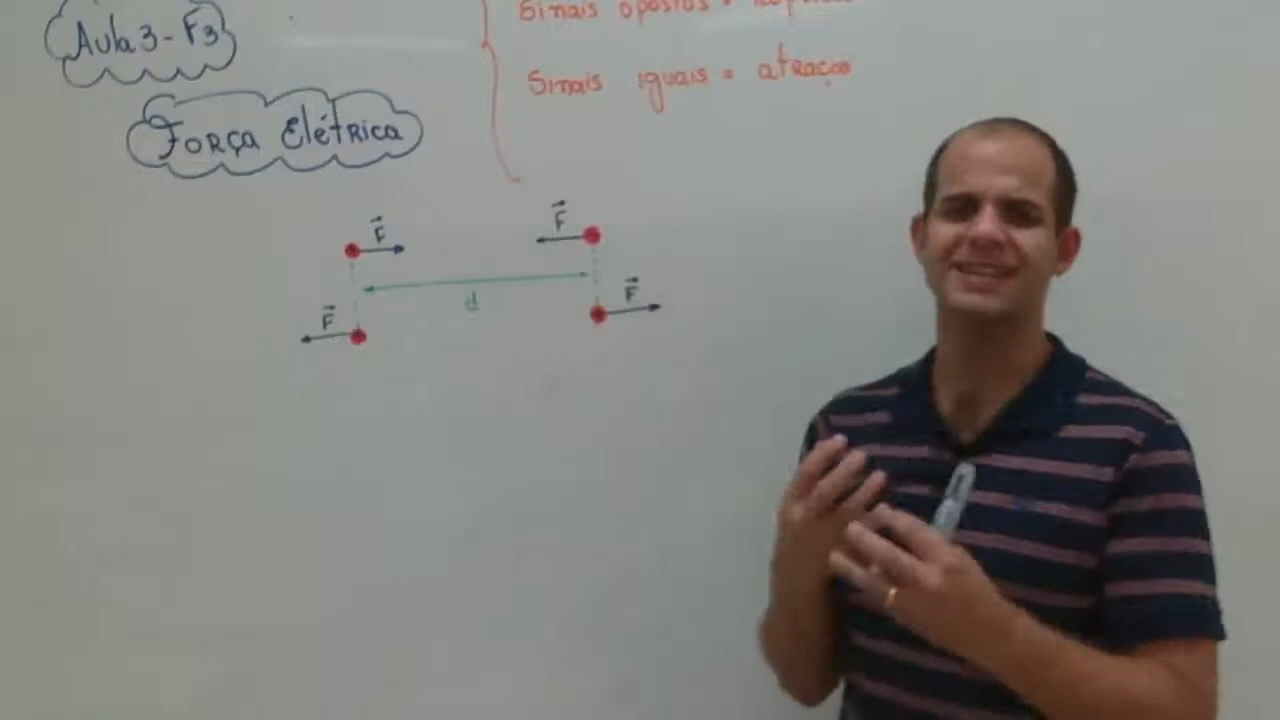 Sinais opostos =
Aula 3 - F3
Sinais iguais = atração
Força Elétrica
F
F
d
F
F